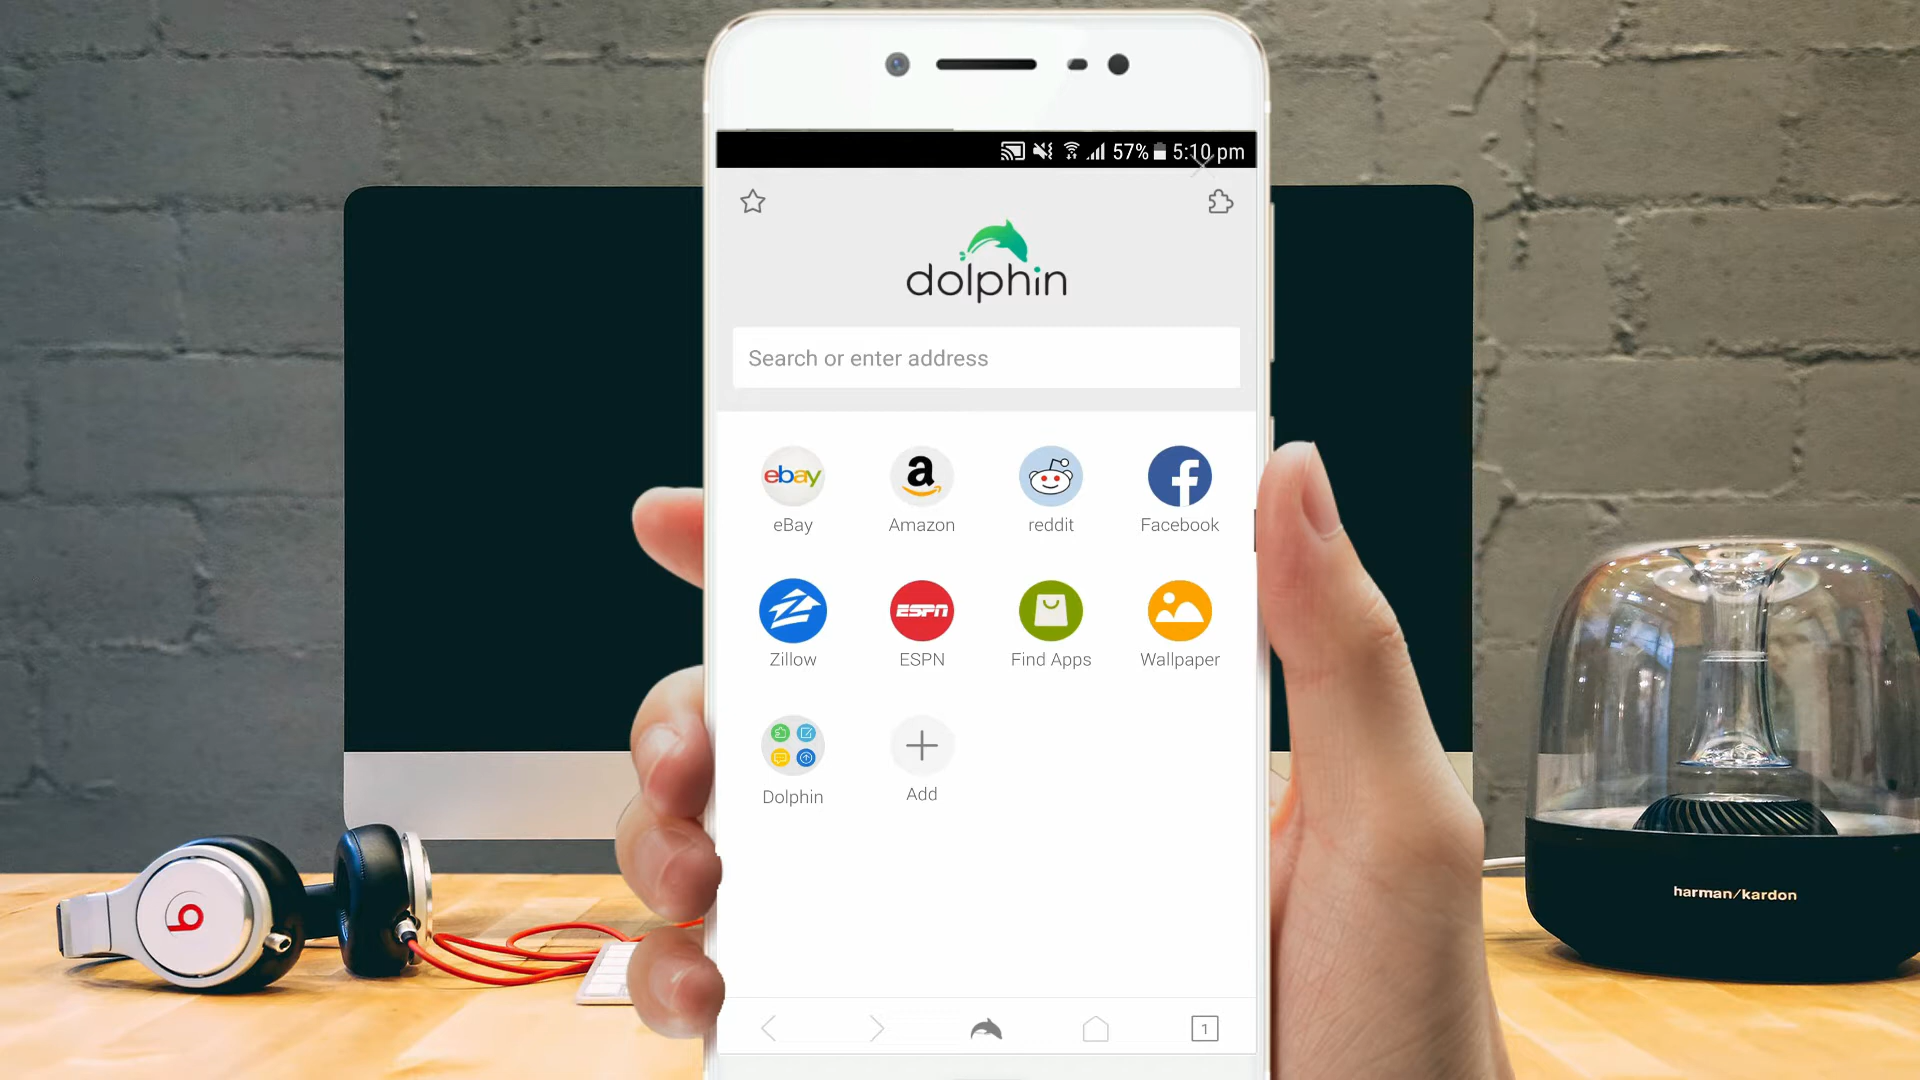 57% 5:10 pm
dolphin
Search or enter address
ebay
a
eBay
Amazon
reddit
Facebook
ESPN
Zillow
ESPN
Find Apps
Wallpaper
Dolphin
Add
1
b
harman/kardon